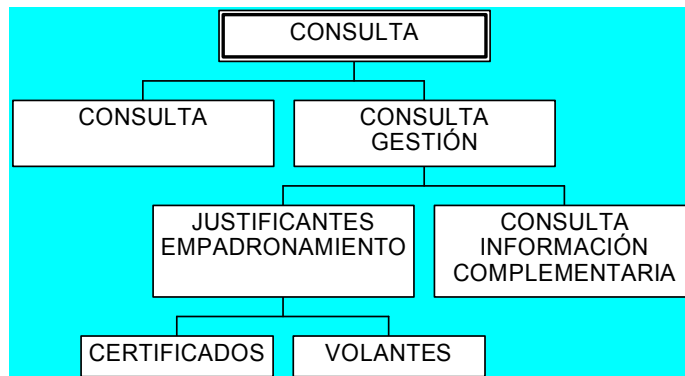 CONSULTA
CONSULTA
CONSULTA
GESTIÓN
JUSTIFICANTES
EMPADRONAMIENTO
CONSULTA
INFORMACIÓN
COMPLEMENTARIA
CERTIFICADOS
VOLANTES